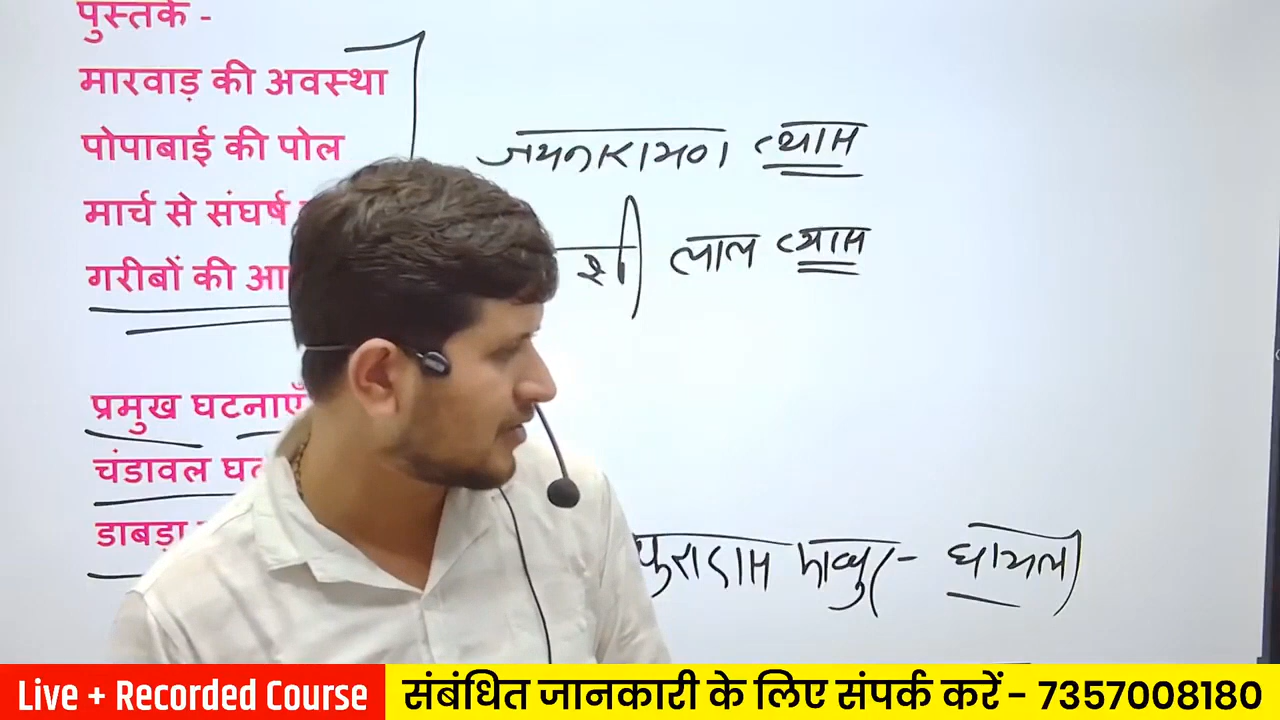 पुस्तकें -
मारवाड़ की अवस्था
पोपाबाई की पोल
जयनारायण व्यास
मार्च से संघर्ष
लाल व्यास
गरीबों की
प्रमुख घटनाएँ
चंडावल
डाबड़ा
माथुर - घायल
Live + Recorded Course
संबंधित जानकारी के लिए संपर्क करें - 7357008180